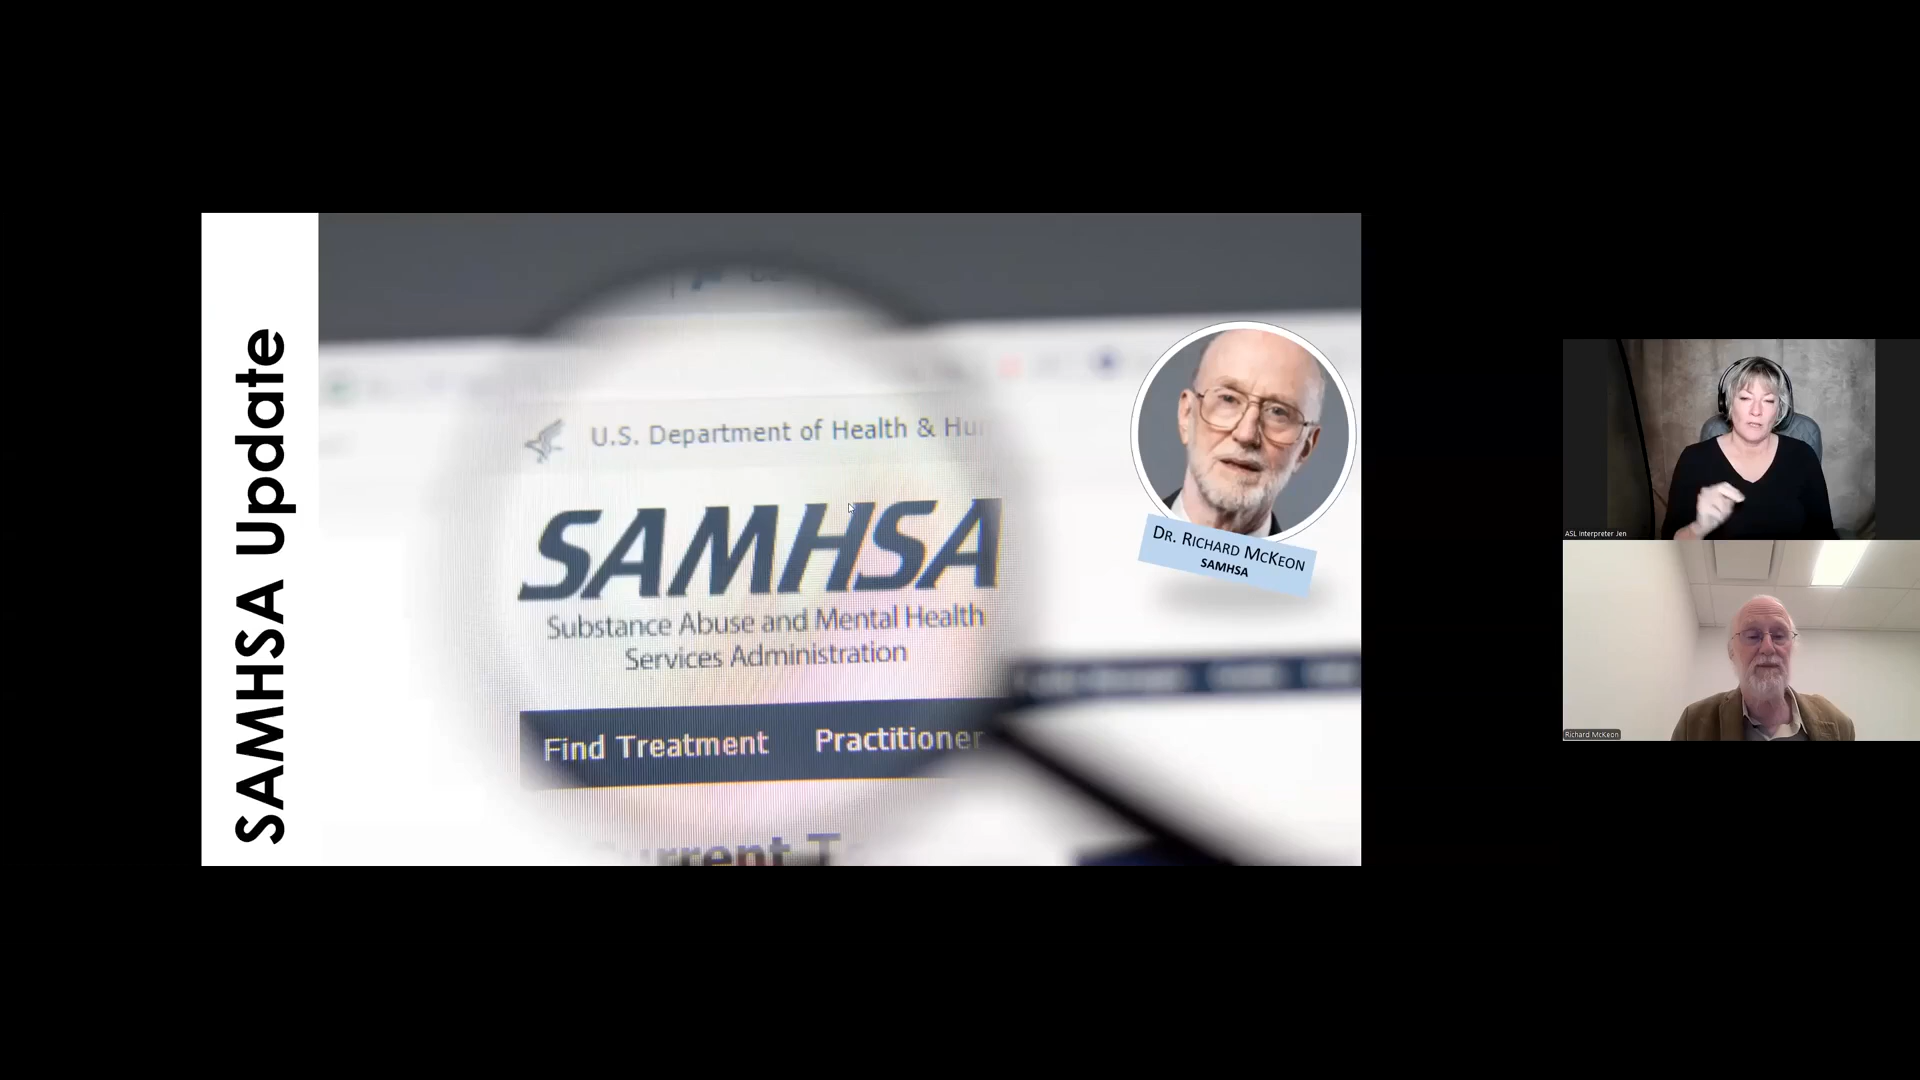 SAMHSA Update
U.S. Department of Health & Hu
SAMHSA
Substance Abuse and Mental Health
Services Administration
Find Treatment Practitioner
urrent T
DR. RICHARD MCKEON
SAMHSA
ASL Interpreter Jen
Richard McKeon